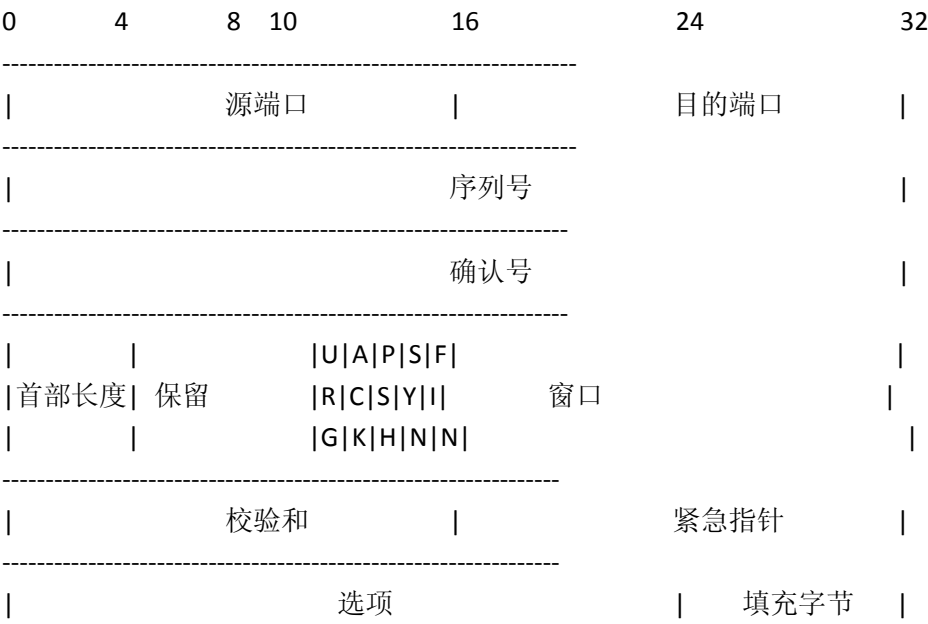 0 4 8 10 16 24 32
-----------------------------------------------------------------
| 源端口 | 目的端口 |
-----------------------------------------------------------------
| 序列号 |
----------------------------------------------------------------
| 确认号 |
----------------------------------------------------------------
| | |U|A|P|S|F| |
|首部长度| 保留 |R|C|S|Y|I| 窗口 |
| | |G|K|H|N|N| |
---------------------------------------------------------------
| 校验和 | 紧急指针 |
---------------------------------------------------------------
| 选项 | 填充字节 |